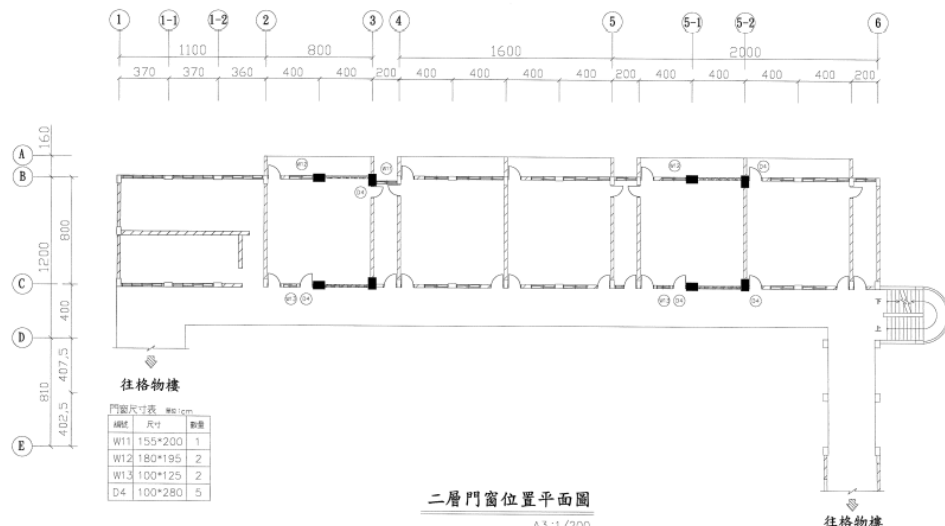 1 1-1 1-2 2 3 4 5 5-1 5-2 6
1100 800 1600 2000
370 370 360 400 400 200 400 400 400 400 200 400 400 400 400 200
A
B
C
D
E
160
800
1200
400
407.5
810
402.5
W12 W11 W12 D4
D4
W13 D4 W13 D4 D4
下
上
往格物樓
門窗尺寸表 單位:cm
編號 尺寸 數量
W11 155*200 1
W12 180*195 2
W13 100*125 2
D4 100*280 5
二層門窗位置平面圖
A3:1/200
往格物樓